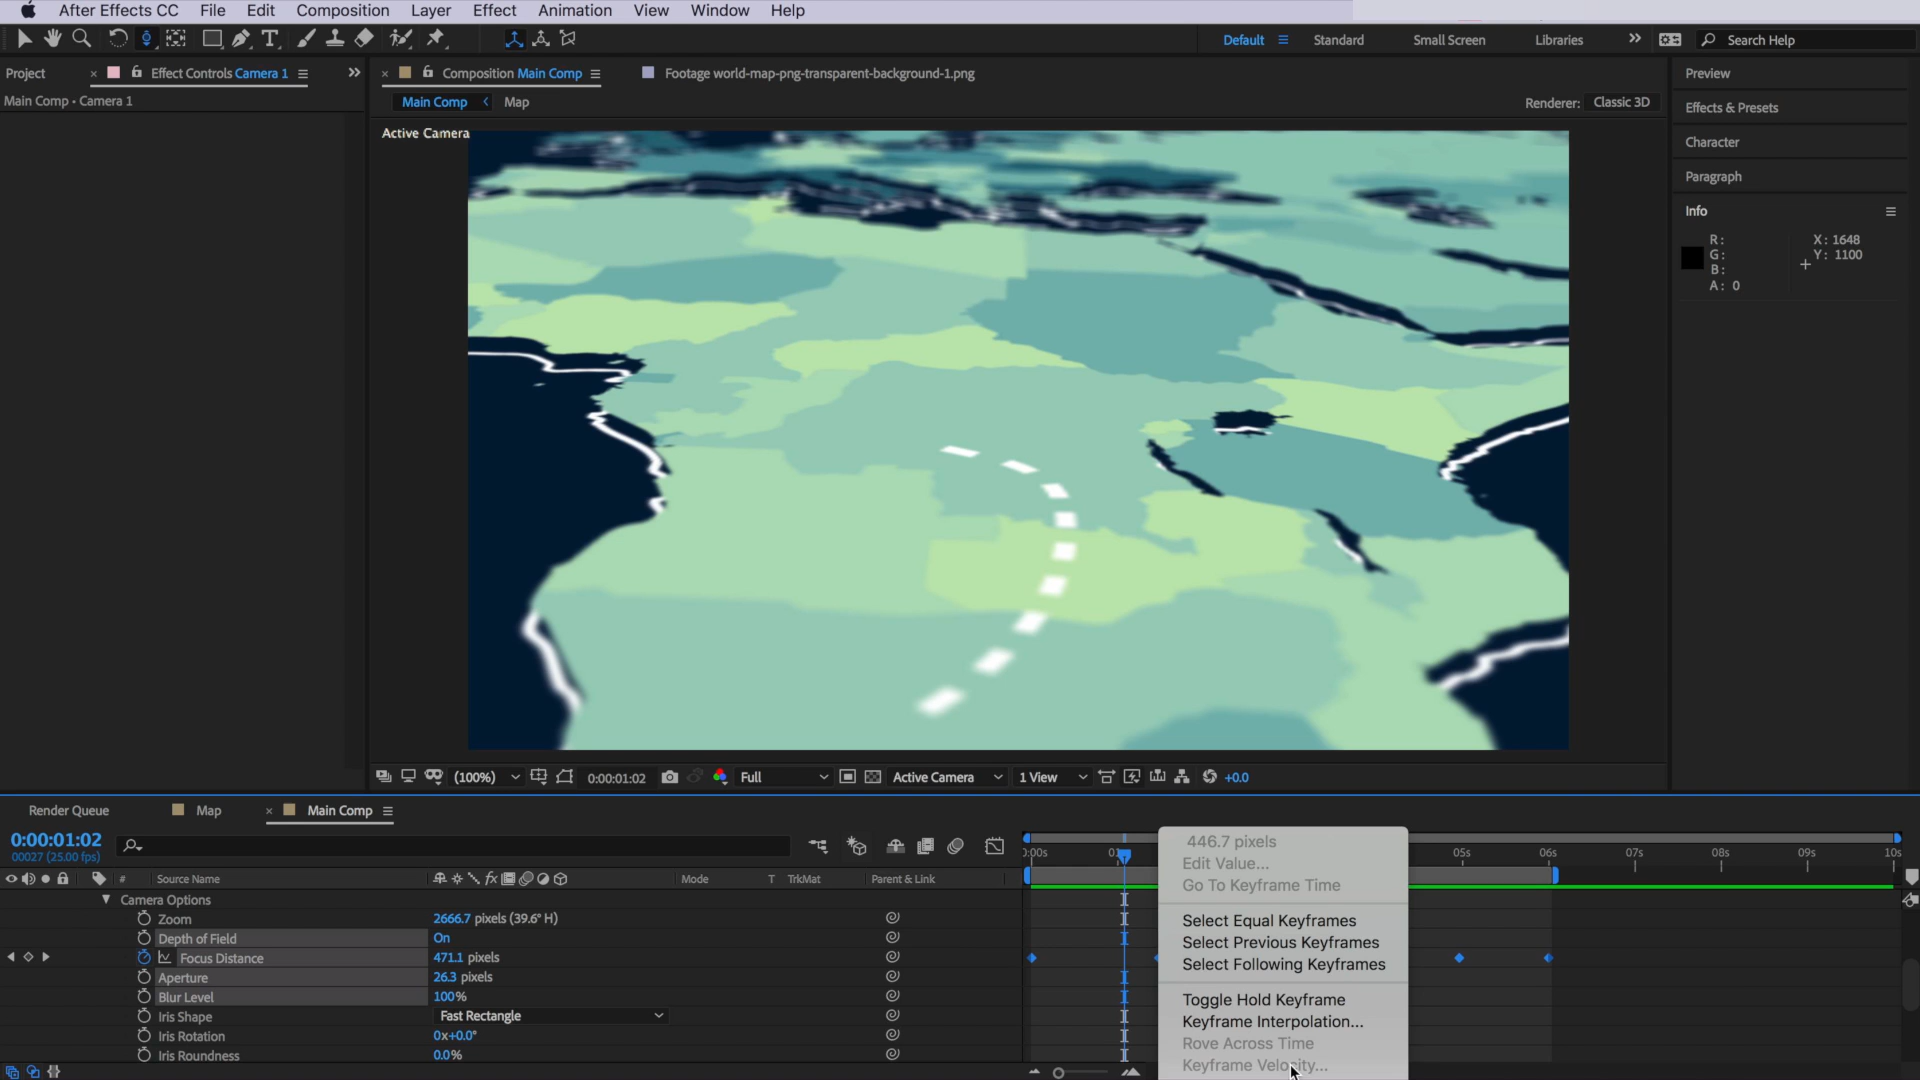 After Effects CC File Edit Composition Layer Effect Animation View Window Help
Default Standard Small Screen Libraries Search Help
Project Effect Controls Camera 1 Composition Main Comp Footage world-map-png-transparent-background-1.png Preview
Main Comp • Camera 1 Main Comp Map Renderer: Classic 3D
Effects & Presets
Active Camera
Character
Paragraph
Info
R: X: 1648
G: Y: 1100
B:
A: 0
(100%) 0:00:01:02 Full Active Camera 1 View +0.0
Render Queue Map Main Comp
0:00:01:02
00027 (25.00 fps)
05s 06s 07s 08s 09s 10s
# Source Name fx Mode T TrkMat Parent & Link
Camera Options
Zoom 2666.7 pixels (39.6° H)
Depth of Field On
Focus Distance 471.1 pixels
Aperture 26.3 pixels
Blur Level 100%
Iris Shape Fast Rectangle
Iris Rotation 0x+0.0°
Iris Roundness 0.0%
446.7 pixels
Edit Value...
Go To Keyframe Time
Select Equal Keyframes
Select Previous Keyframes
Select Following Keyframes
Toggle Hold Keyframe
Keyframe Interpolation...
Rove Across Time
Keyframe Velocity...